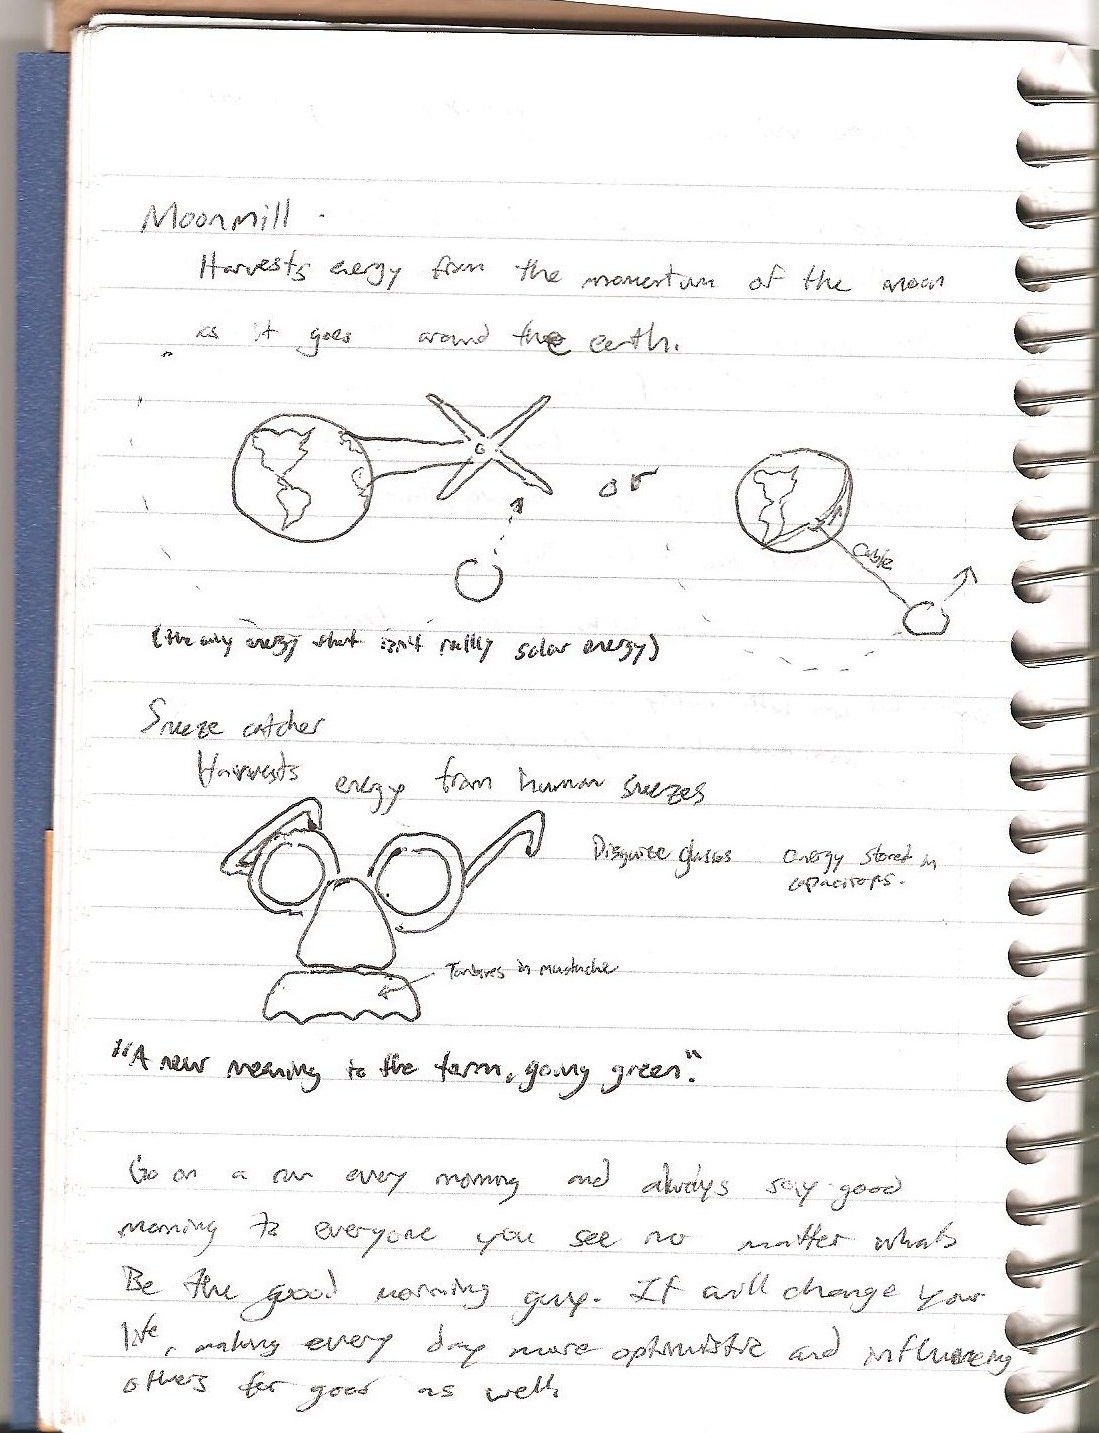 Moonmill.
Harvests energy from the momentum of the moon
as it goes around the earth.
or
Cable
(the only energy that isn't really solar energy)
Sneeze catcher
Harvests energy from human sneezes
Disguise glasses energy stored in
capacitors.
Turbines in mustache
"A new meaning to the term, going green."
Go on a run every morning and always say good
morning to everyone you see no matter whats
Be the good morning guy. It will change your
life, making every day more optimistic and influencing
others for good as well.